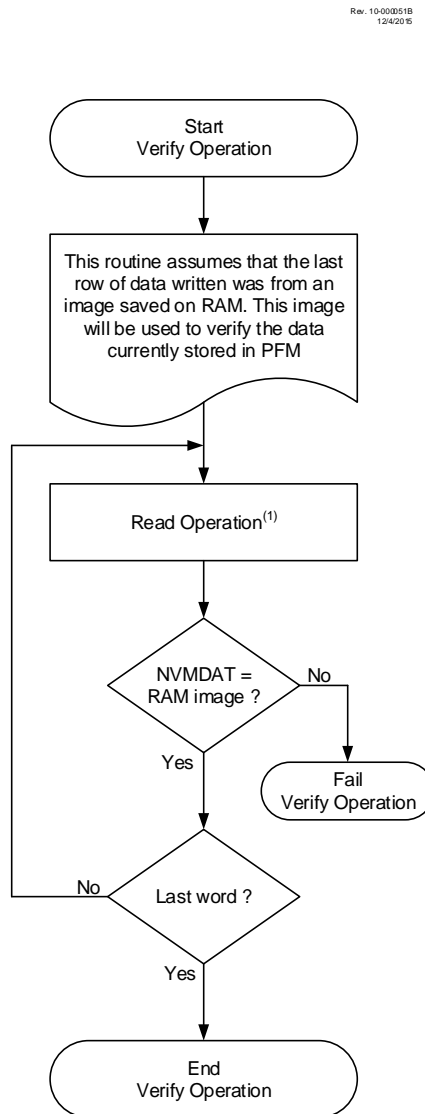 Rev. 10-000051B
12/4/2015
Start
Verify Operation
This routine assumes that the last
row of data written was from an
image saved on RAM. This image
will be used to verify the data
currently stored in PFM
Read Operation(1)
NVMDAT =
RAM image ?
No
Yes
Fail
Verify Operation
Last word ?
No
Yes
End
Verify Operation